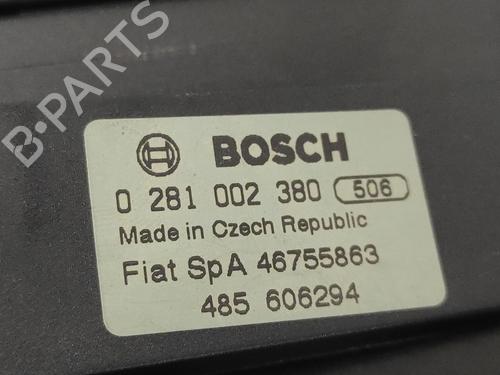 B-PARTS
BOSCH
0 281 002 380 506
Made in Czech Republic
Fiat SpA 46755863
485 606294